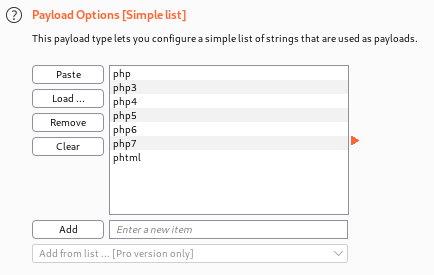 ?
Payload Options [Simple list]
This payload type lets you configure a simple list of strings that are used as payloads.
Paste
Load ...
Remove
Clear
php
php3
php4
php5
php6
php7
phtml
Add
Enter a new item
Add from list ... [Pro version only]